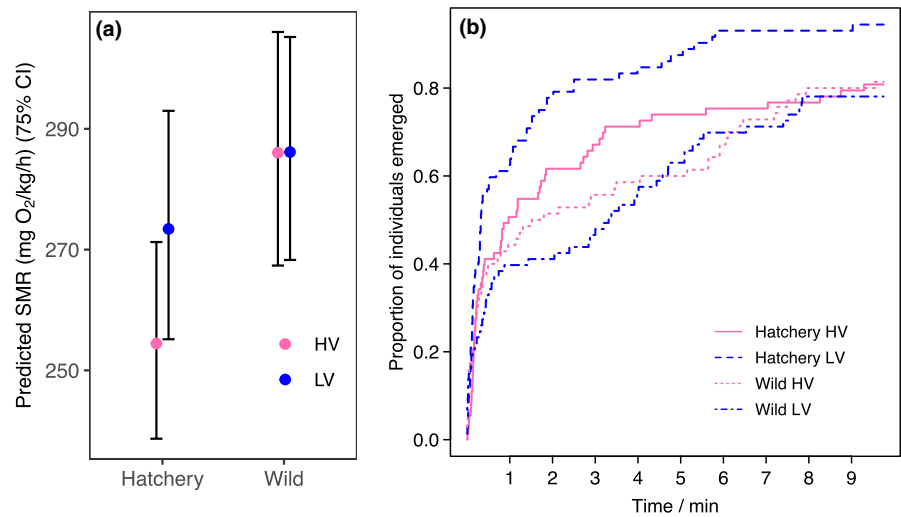 (a)
Predicted SMR (mg O₂/kg/h) (75% CI)
290
270
250
HV
LV
Hatchery
Wild
(b)
Proportion of individuals emerged
0.8
0.6
0.4
0.2
0.0
Hatchery HV
Hatchery LV
Wild HV
Wild LV
1 2 3 4 5 6 7 8 9
Time / min